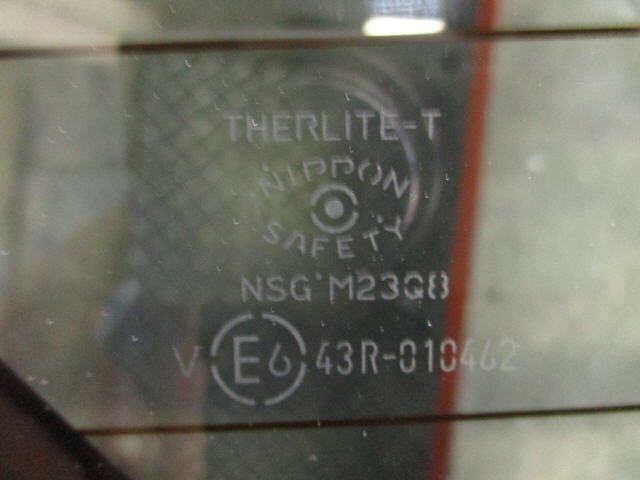 THERLITE-T
NIPPON
SAFETY
NSG M23Q8
V E6 43R-010462